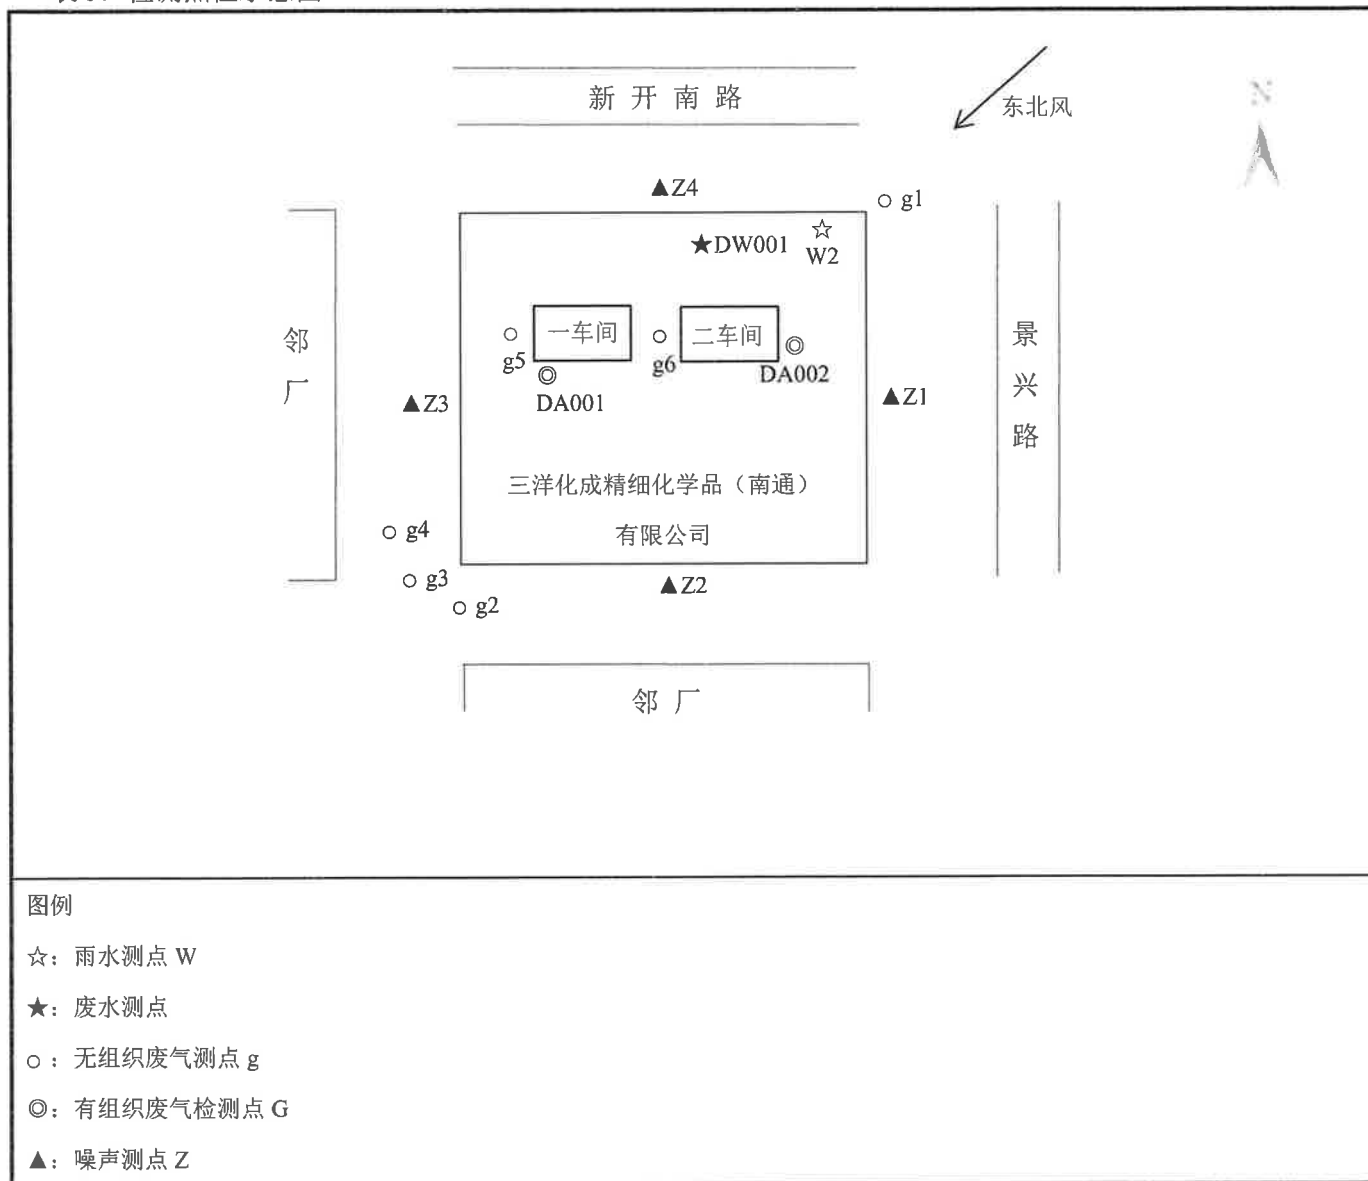 新开南路
东北风
N
▲Z4
g1
★DW001
☆
W2
邻厂
一车间
二车间
g5
g6
DA002
DA001
▲Z3
▲Z1
景兴路
三洋化成精细化学品（南通）
有限公司
g4
g3
g2
▲Z2
邻厂
图例
☆：雨水测点 W
★：废水测点
○：无组织废气测点 g
◎：有组织废气检测点 G
▲：噪声测点 Z